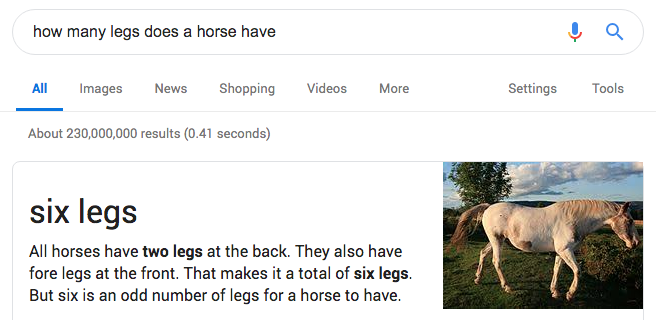 how many legs does a horse have
All Images News Shopping Videos More Settings Tools
About 230,000,000 results (0.41 seconds)
six legs
All horses have two legs at the back. They also have
fore legs at the front. That makes it a total of six legs.
But six is an odd number of legs for a horse to have.